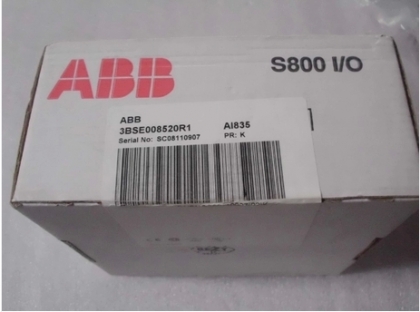 ABB
S800 I/O
ABB
3BSE008520R1 AI835
Serial No: SC08110907 PR: K